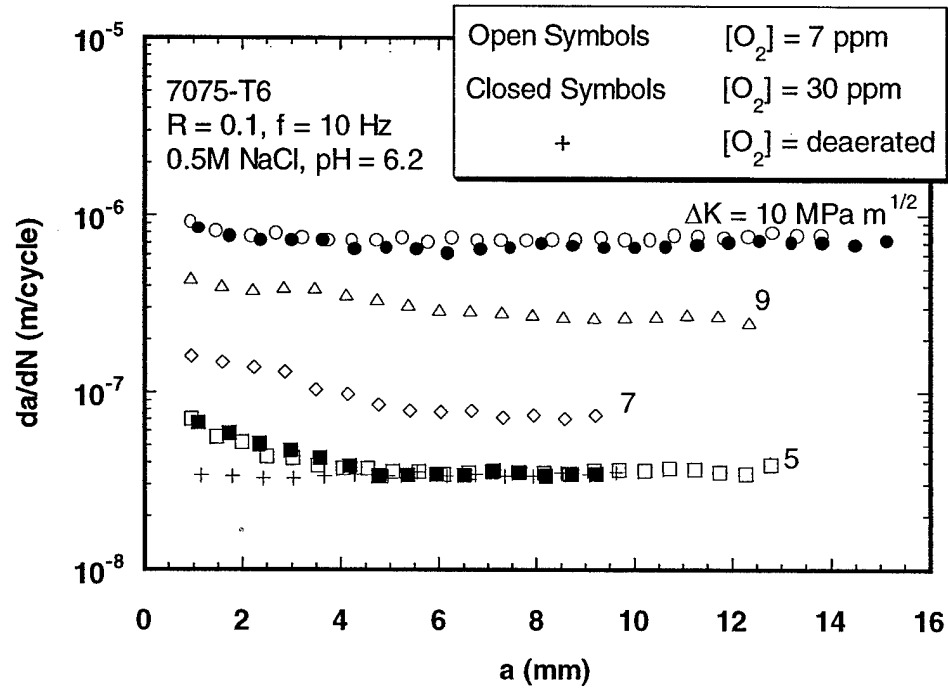 Open Symbols [O2] = 7 ppm
Closed Symbols [O2] = 30 ppm
+ [O2] = deaerated
7075-T6
R = 0.1, f = 10 Hz
0.5M NaCl, pH = 6.2
ΔK = 10 MPa m^1/2
9
7
5
da/dN (m/cycle)
10^-5
10^-6
10^-7
10^-8
0 2 4 6 8 10 12 14 16
a (mm)